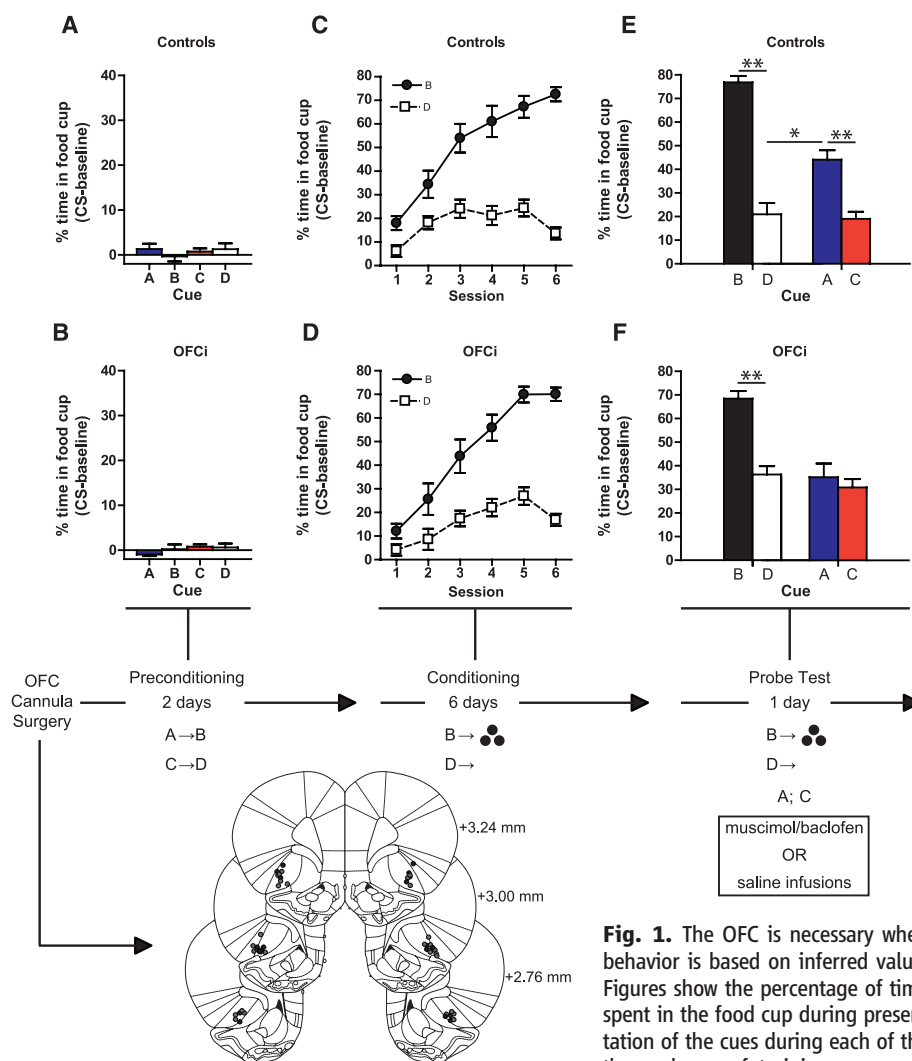 A
Controls
% time in food cup
(CS-baseline)
40
30
20
10
0
A B C D
Cue
C
Controls
% time in food cup
(CS-baseline)
80
70
60
50
40
30
20
10
0
B
D
1 2 3 4 5 6
Session
E
Controls
% time in food cup
(CS-baseline)
80
70
60
50
40
30
20
10
0
**
*
**
B D A C
Cue
B
OFCi
% time in food cup
(CS-baseline)
40
30
20
10
0
A B C D
Cue
D
OFCi
% time in food cup
(CS-baseline)
80
70
60
50
40
30
20
10
0
B
D
1 2 3 4 5 6
Session
F
OFCi
% time in food cup
(CS-baseline)
80
70
60
50
40
30
20
10
0
**
B D A C
Cue
OFC
Cannula
Surgery
Preconditioning
2 days
A→B
C→D
Conditioning
6 days
B→
D→
Probe Test
1 day
B→
D→
A; C
muscimol/baclofen
OR
saline infusions
+3.24 mm
+3.00 mm
+2.76 mm
Fig. 1. The OFC is necessary whe
behavior is based on inferred valu
Figures show the percentage of tim
spent in the food cup during presen
tation of the cues during each of th